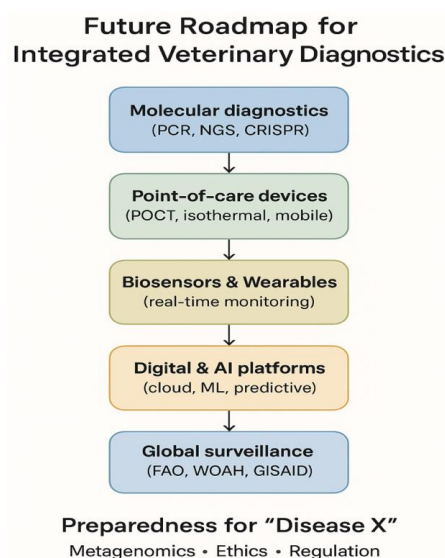 Future Roadmap for
Integrated Veterinary Diagnostics
Molecular diagnostics
(PCR, NGS, CRISPR)
Point-of-care devices
(POCT, isothermal, mobile)
Biosensors & Wearables
(real-time monitoring)
Digital & AI platforms
(cloud, ML, predictive)
Global surveillance
(FAO, WOAH, GISAID)
Preparedness for "Disease X"
Metagenomics • Ethics • Regulation